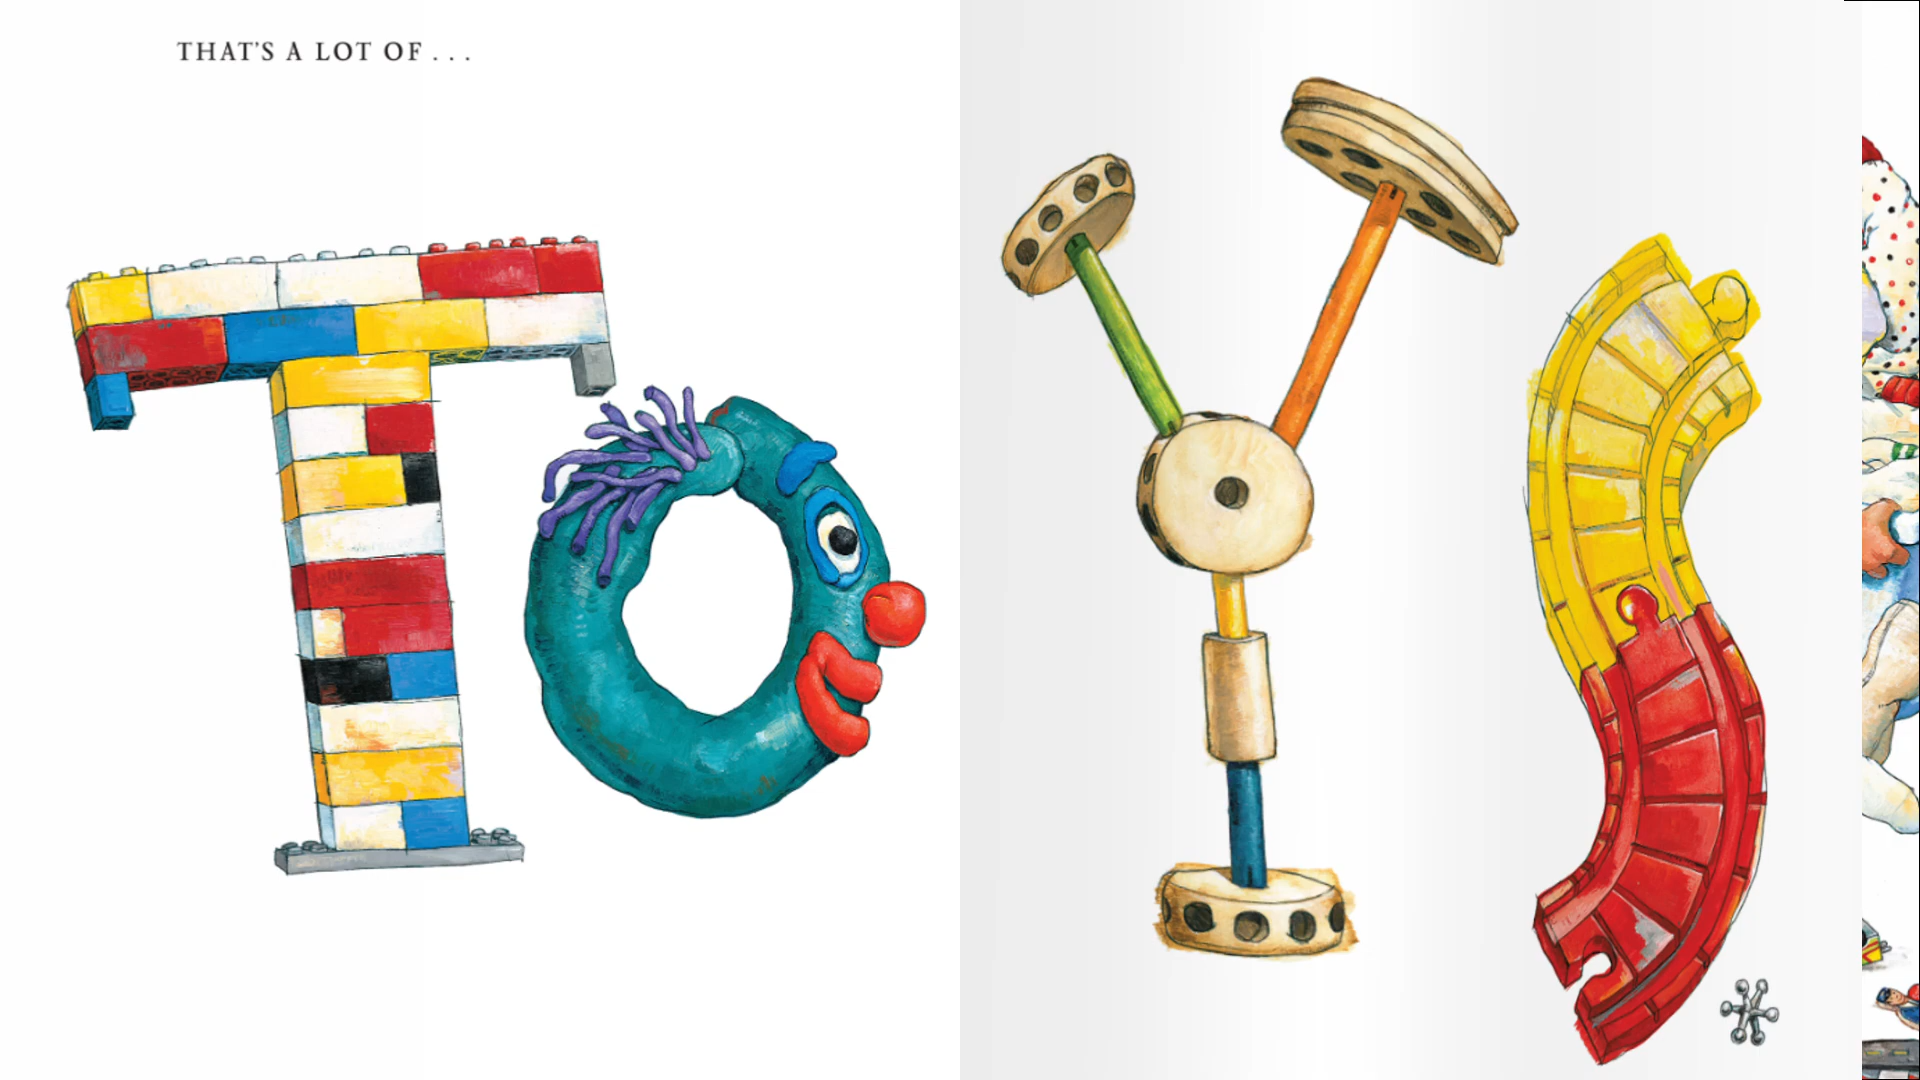 THAT'S A LOT OF . . .
ToYS